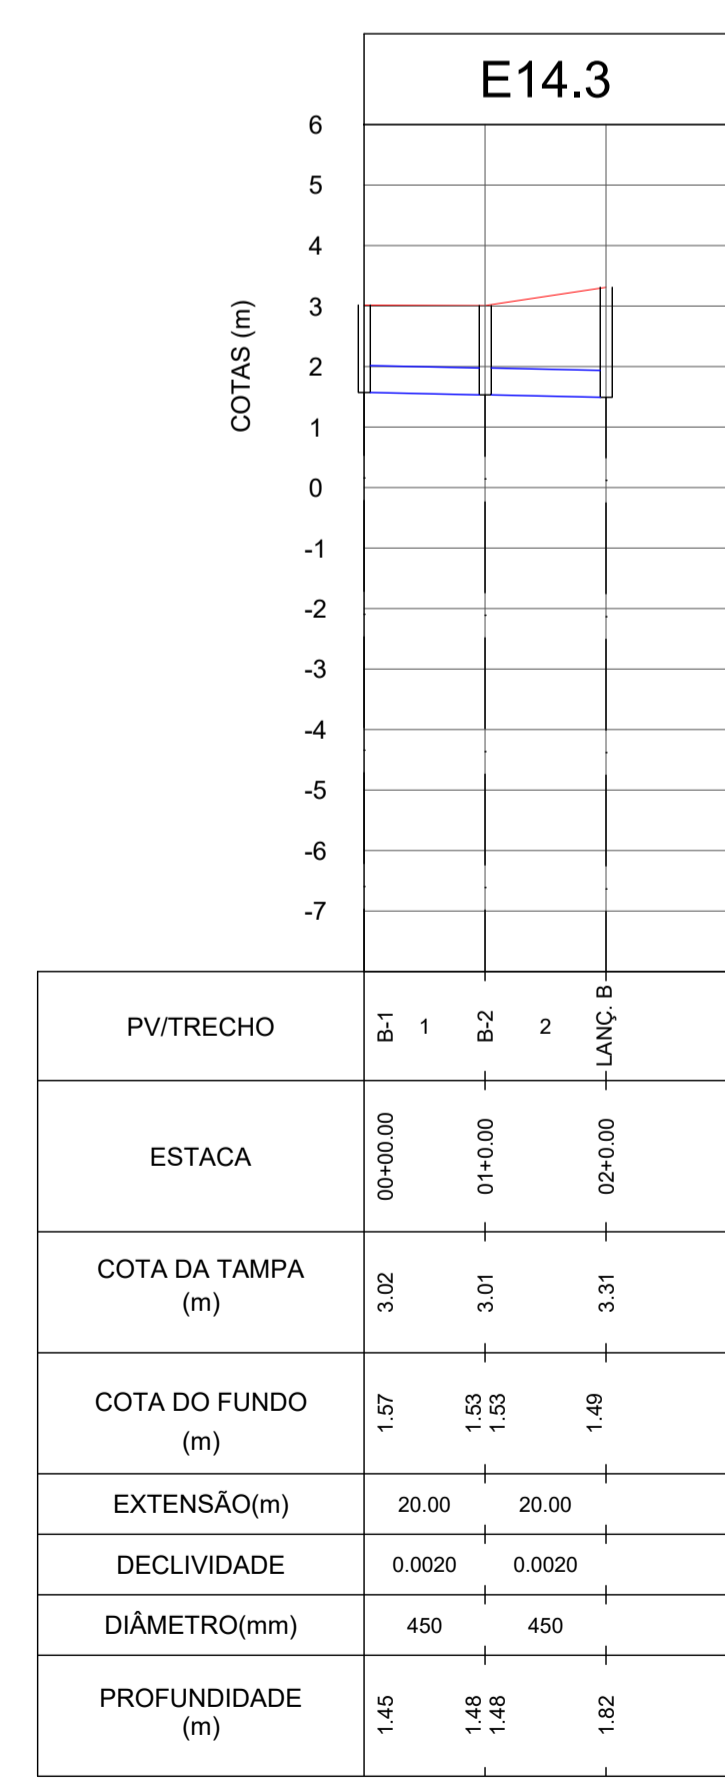 E14.3
6
5
4
3
2
1
0
-1
-2
-3
-4
-5
-6
-7
COTAS (m)
PV/TRECHO B-1 1 B-2 2 LANÇ. B
ESTACA 00+00.00 01+0.00 02+0.00
COTA DA TAMPA
(m) 3.02 3.01 3.31
COTA DO FUNDO
(m) 1.57 1.53 1.53 1.49
EXTENSÃO(m) 20.00 20.00
DECLIVIDADE 0.0020 0.0020
DIÂMETRO(mm) 450 450
PROFUNDIDADE
(m) 1.45 1.48 1.48 1.82